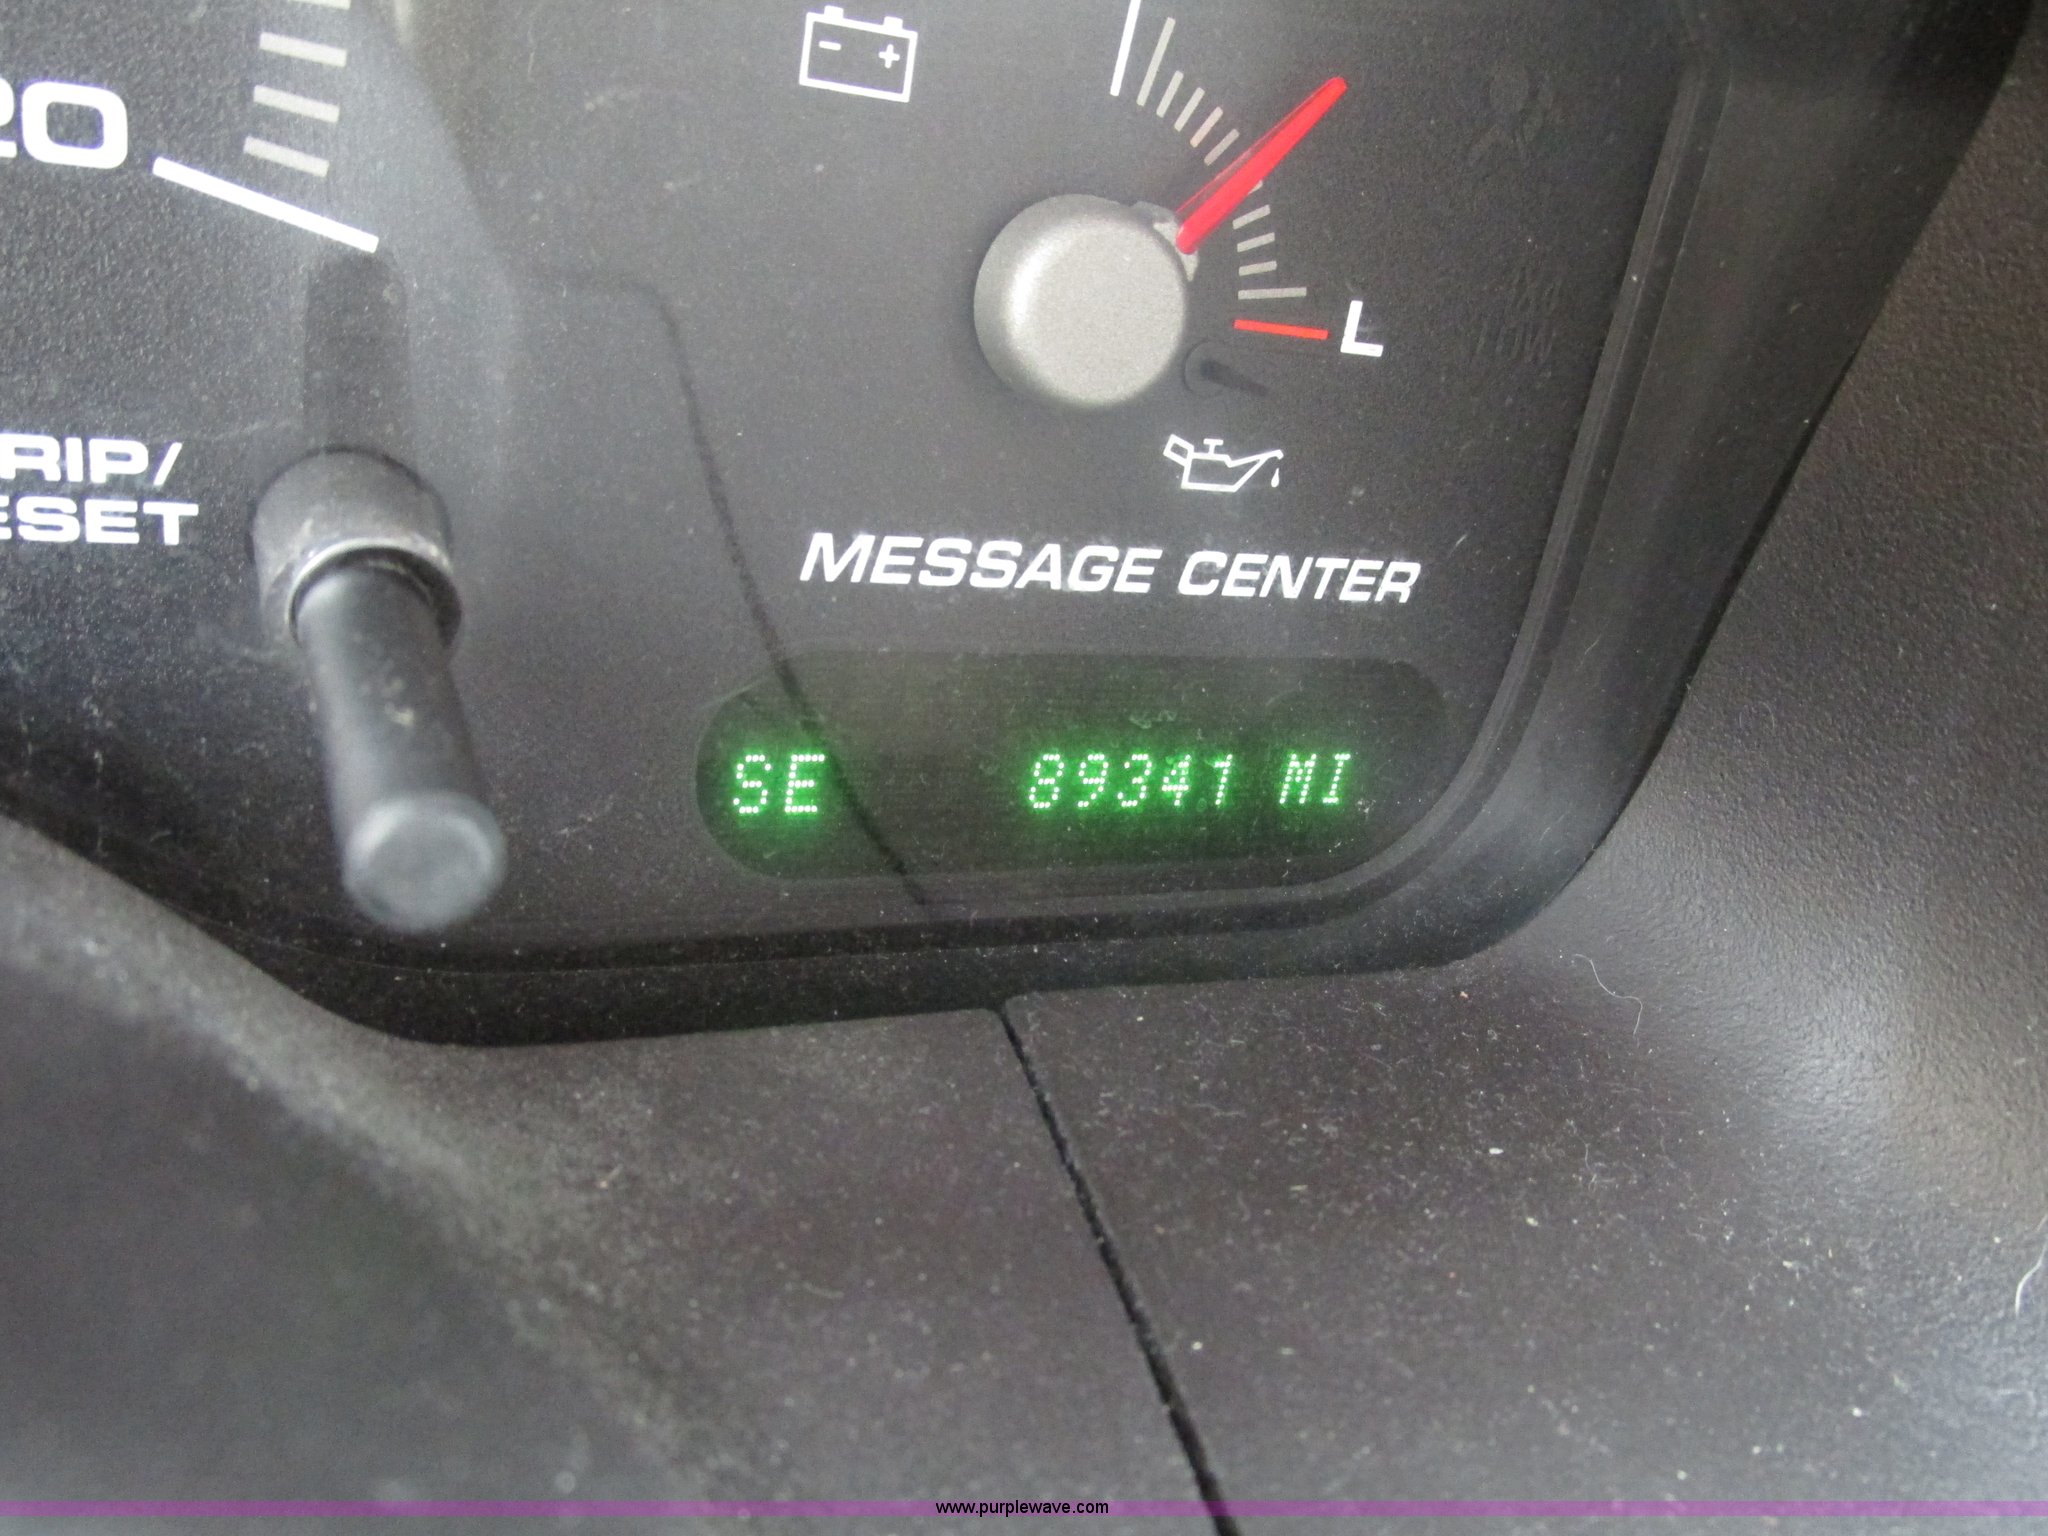 20
RIP/
ESET
L
MESSAGE CENTER
SE 89341 MI
www.purplewave.com